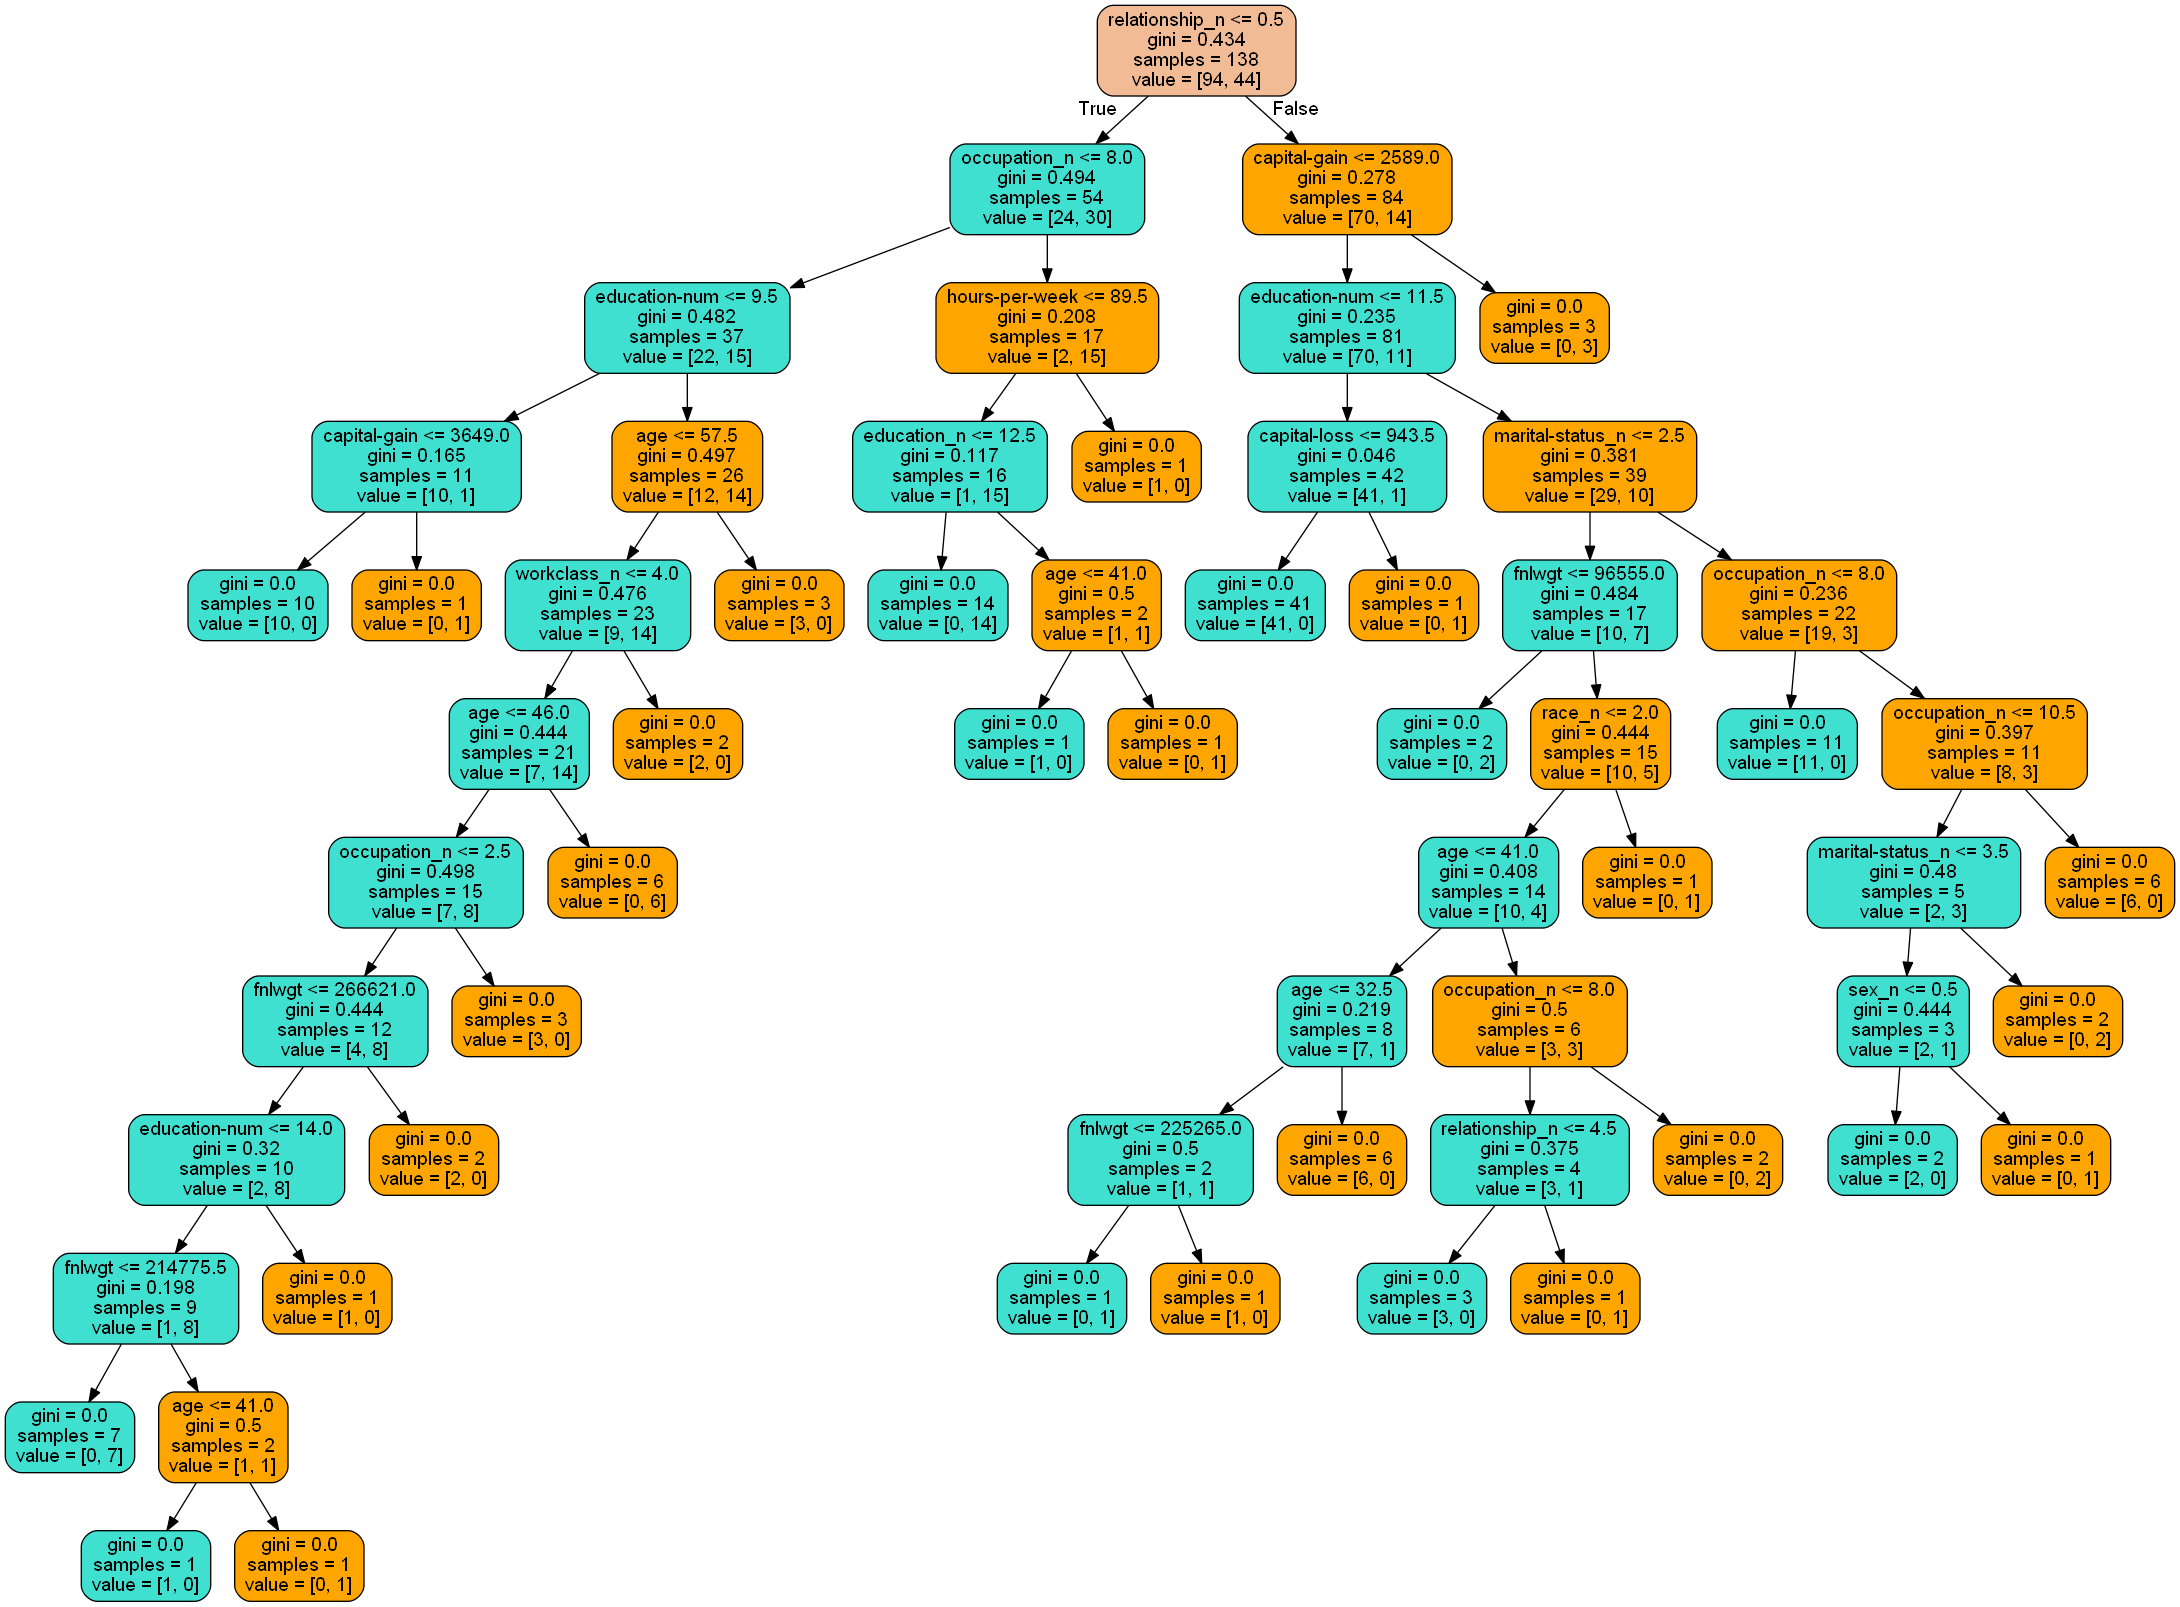 relationship_n <= 0.5
gini = 0.434
samples = 138
value = [94, 44]
True
False
occupation_n <= 8.0
gini = 0.494
samples = 54
value = [24, 30]
capital-gain <= 2589.0
gini = 0.278
samples = 84
value = [70, 14]
education-num <= 9.5
gini = 0.482
samples = 37
value = [22, 15]
hours-per-week <= 89.5
gini = 0.208
samples = 17
value = [2, 15]
education-num <= 11.5
gini = 0.235
samples = 81
value = [70, 11]
gini = 0.0
samples = 3
value = [0, 3]
capital-gain <= 3649.0
gini = 0.165
samples = 11
value = [10, 1]
age <= 57.5
gini = 0.497
samples = 26
value = [12, 14]
education_n <= 12.5
gini = 0.117
samples = 16
value = [1, 15]
gini = 0.0
samples = 1
value = [1, 0]
capital-loss <= 943.5
gini = 0.046
samples = 42
value = [41, 1]
marital-status_n <= 2.5
gini = 0.381
samples = 39
value = [29, 10]
gini = 0.0
samples = 10
value = [10, 0]
gini = 0.0
samples = 1
value = [0, 1]
workclass_n <= 4.0
gini = 0.476
samples = 23
value = [9, 14]
gini = 0.0
samples = 3
value = [3, 0]
gini = 0.0
samples = 14
value = [0, 14]
age <= 41.0
gini = 0.5
samples = 2
value = [1, 1]
gini = 0.0
samples = 41
value = [41, 0]
gini = 0.0
samples = 1
value = [0, 1]
fnlwgt <= 96555.0
gini = 0.484
samples = 17
value = [10, 7]
occupation_n <= 8.0
gini = 0.236
samples = 22
value = [19, 3]
age <= 46.0
gini = 0.444
samples = 21
value = [7, 14]
gini = 0.0
samples = 2
value = [2, 0]
gini = 0.0
samples = 1
value = [1, 0]
gini = 0.0
samples = 1
value = [0, 1]
gini = 0.0
samples = 2
value = [0, 2]
race_n <= 2.0
gini = 0.444
samples = 15
value = [10, 5]
gini = 0.0
samples = 11
value = [11, 0]
occupation_n <= 10.5
gini = 0.397
samples = 11
value = [8, 3]
occupation_n <= 2.5
gini = 0.498
samples = 15
value = [7, 8]
gini = 0.0
samples = 6
value = [0, 6]
age <= 41.0
gini = 0.408
samples = 14
value = [10, 4]
gini = 0.0
samples = 1
value = [0, 1]
marital-status_n <= 3.5
gini = 0.48
samples = 5
value = [2, 3]
gini = 0.0
samples = 6
value = [6, 0]
fnlwgt <= 266621.0
gini = 0.444
samples = 12
value = [4, 8]
gini = 0.0
samples = 3
value = [3, 0]
age <= 32.5
gini = 0.219
samples = 8
value = [7, 1]
occupation_n <= 8.0
gini = 0.5
samples = 6
value = [3, 3]
sex_n <= 0.5
gini = 0.444
samples = 3
value = [2, 1]
gini = 0.0
samples = 2
value = [0, 2]
education-num <= 14.0
gini = 0.32
samples = 10
value = [2, 8]
gini = 0.0
samples = 2
value = [2, 0]
fnlwgt <= 225265.0
gini = 0.5
samples = 2
value = [1, 1]
gini = 0.0
samples = 6
value = [6, 0]
relationship_n <= 4.5
gini = 0.375
samples = 4
value = [3, 1]
gini = 0.0
samples = 2
value = [0, 2]
gini = 0.0
samples = 2
value = [2, 0]
gini = 0.0
samples = 1
value = [0, 1]
fnlwgt <= 214775.5
gini = 0.198
samples = 9
value = [1, 8]
gini = 0.0
samples = 1
value = [1, 0]
gini = 0.0
samples = 1
value = [0, 1]
gini = 0.0
samples = 1
value = [1, 0]
gini = 0.0
samples = 3
value = [3, 0]
gini = 0.0
samples = 1
value = [0, 1]
gini = 0.0
samples = 7
value = [0, 7]
age <= 41.0
gini = 0.5
samples = 2
value = [1, 1]
gini = 0.0
samples = 1
value = [1, 0]
gini = 0.0
samples = 1
value = [0, 1]